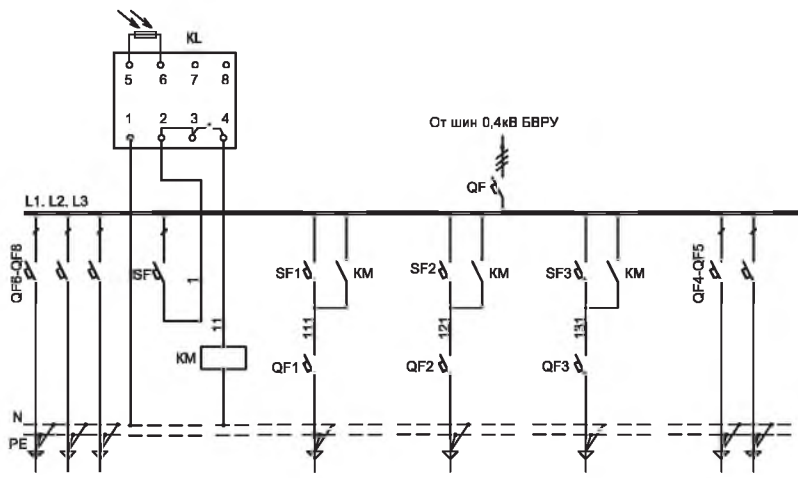 KL
5 6 7 8
1 2 3 4
От шин 0,4кВ БВРУ
QF
L1. L2. L3
QF6-QF8
SF
1
11
SF1
KM
SF2
KM
SF3
KM
QF4-QF5
111
121
131
KM
QF1
QF2
QF3
N
PE